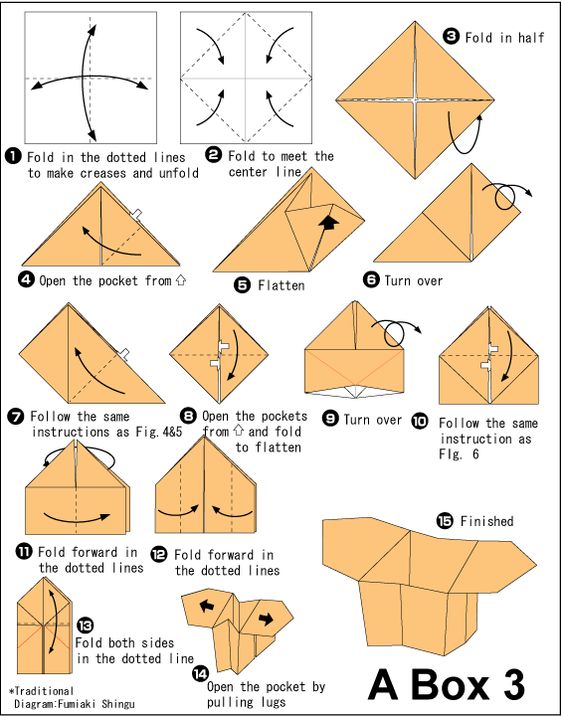 1 Fold in the dotted lines
to make creases and unfold
2 Fold to meet the
center line
3 Fold in half
4 Open the pocket from ⇧
5 Flatten
6 Turn over
7 Follow the same
instructions as Fig.4&5
8 Open the pockets
from ⇧ and fold
to flatten
9 Turn over
10 Follow the same
instruction as
FIg. 6
11 Fold forward in
the dotted lines
12 Fold forward in
the dotted lines
13
Fold both sides
in the dotted line
14
Open the pocket by
pulling lugs
15 Finished
*Traditional
Diagram:Fumiaki Shingu
A Box 3